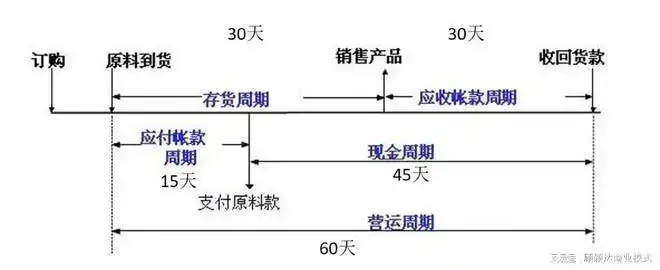 30天 30天
订购 原料到货 销售产品 收回货款
存货周期 应收帐款周期
应付帐款
周期
现金周期
15天 45天
支付原料款
营运周期
60天